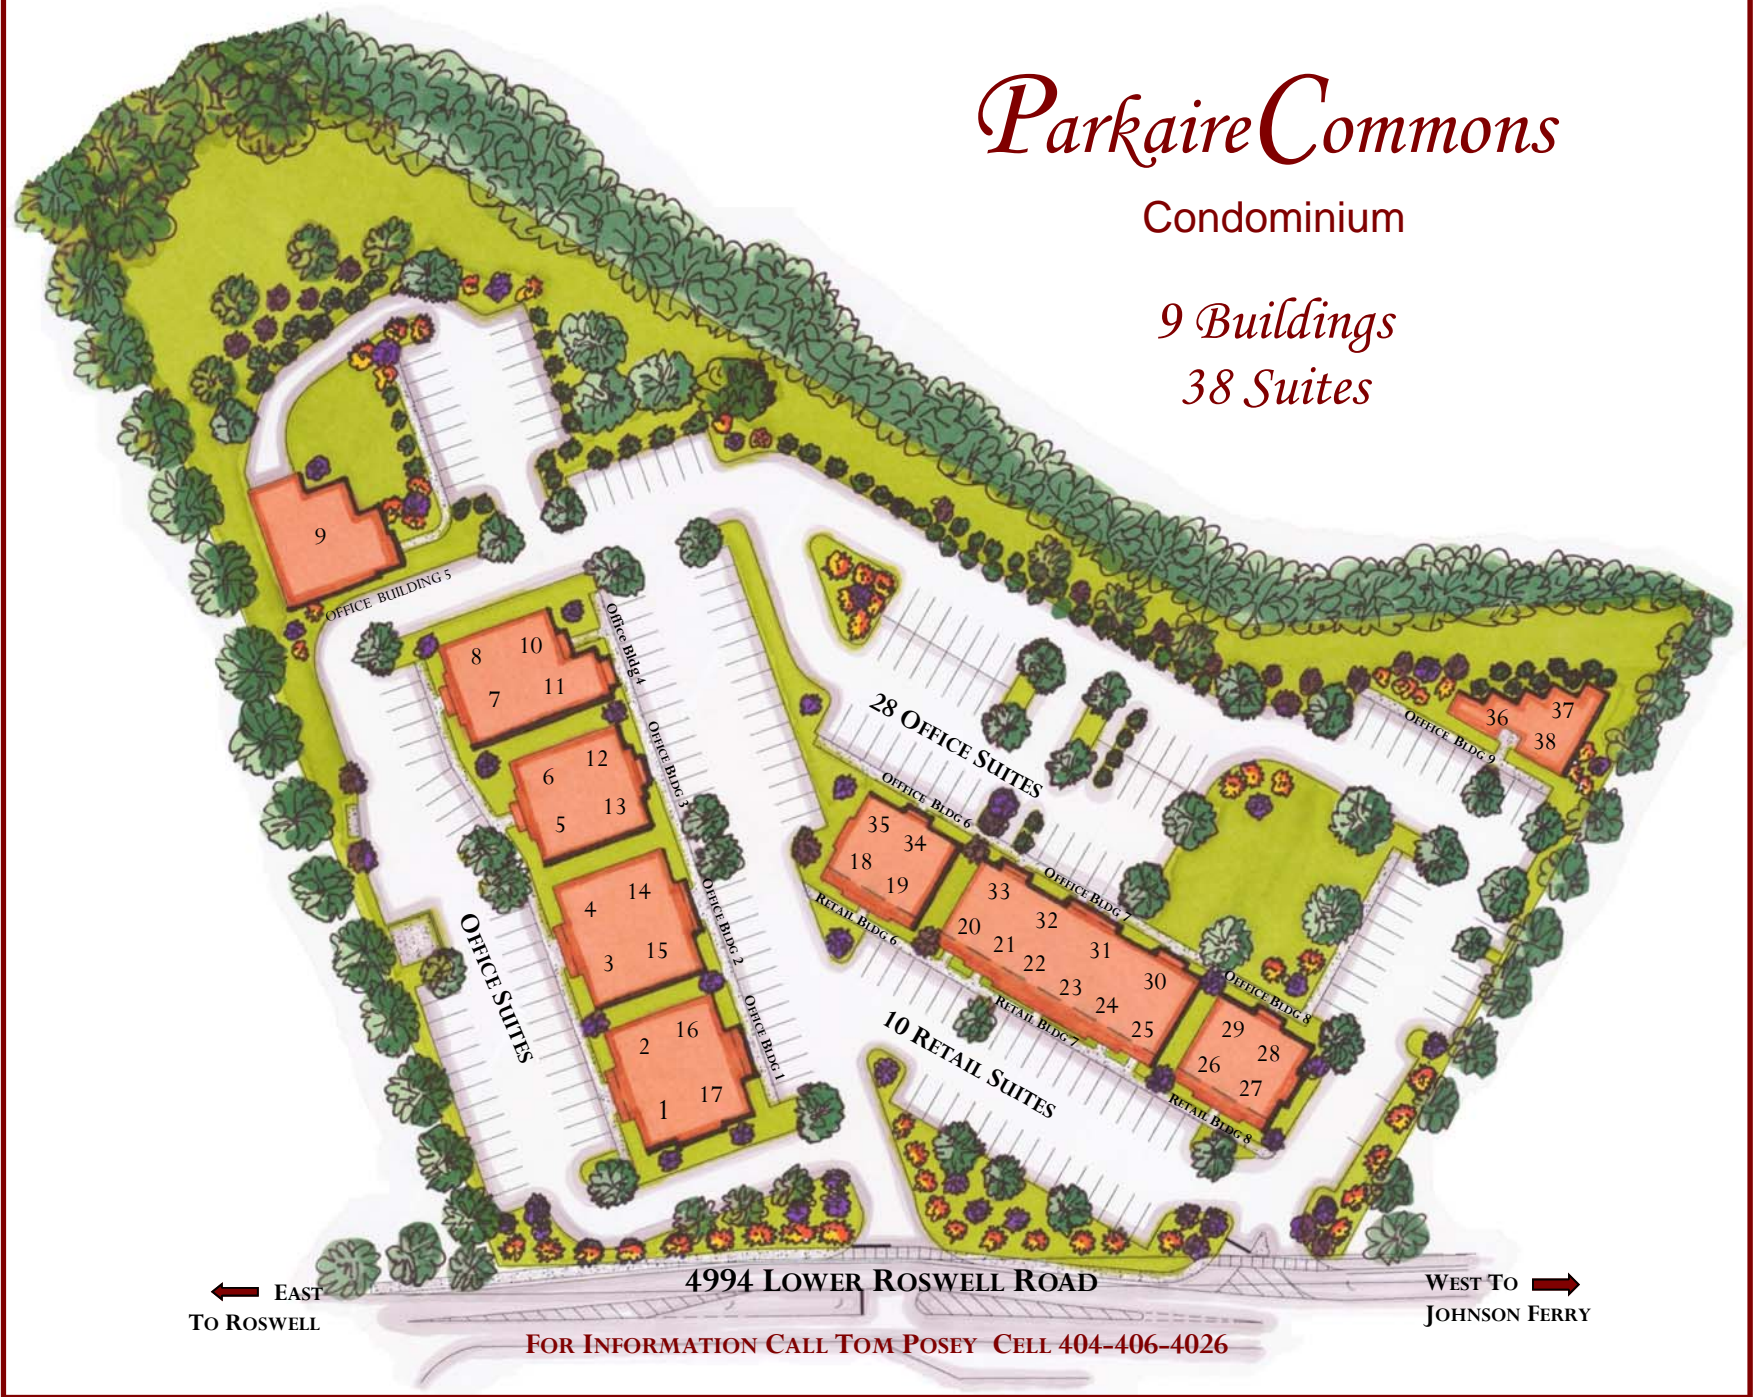 ParkaireCommons
Condominium
9 Buildings
38 Suites
9
OFFICE BUILDING 5
8
10
7
11
Office Bldg 4
6
12
5
13
OFFICE BLDG 3
4
14
3
15
OFFICE BLDG 2
2
16
1
17
OFFICE BLDG 1
OFFICE SUITES
28 OFFICE SUITES
OFFICE BLDG 6
35
34
18
19
RETAIL BLDG 6
OFFICE BLDG 7
33
32
31
30
20
21
22
23
24
25
RETAIL BLDG 7
OFFICE BLDG 8
29
28
26
27
RETAIL BLDG 8
10 RETAIL SUITES
OFFICE BLDG 9
36
37
38
4994 LOWER ROSWELL ROAD
EAST
TO ROSWELL
WEST TO
JOHNSON FERRY
FOR INFORMATION CALL TOM POSEY CELL 404-406-4026